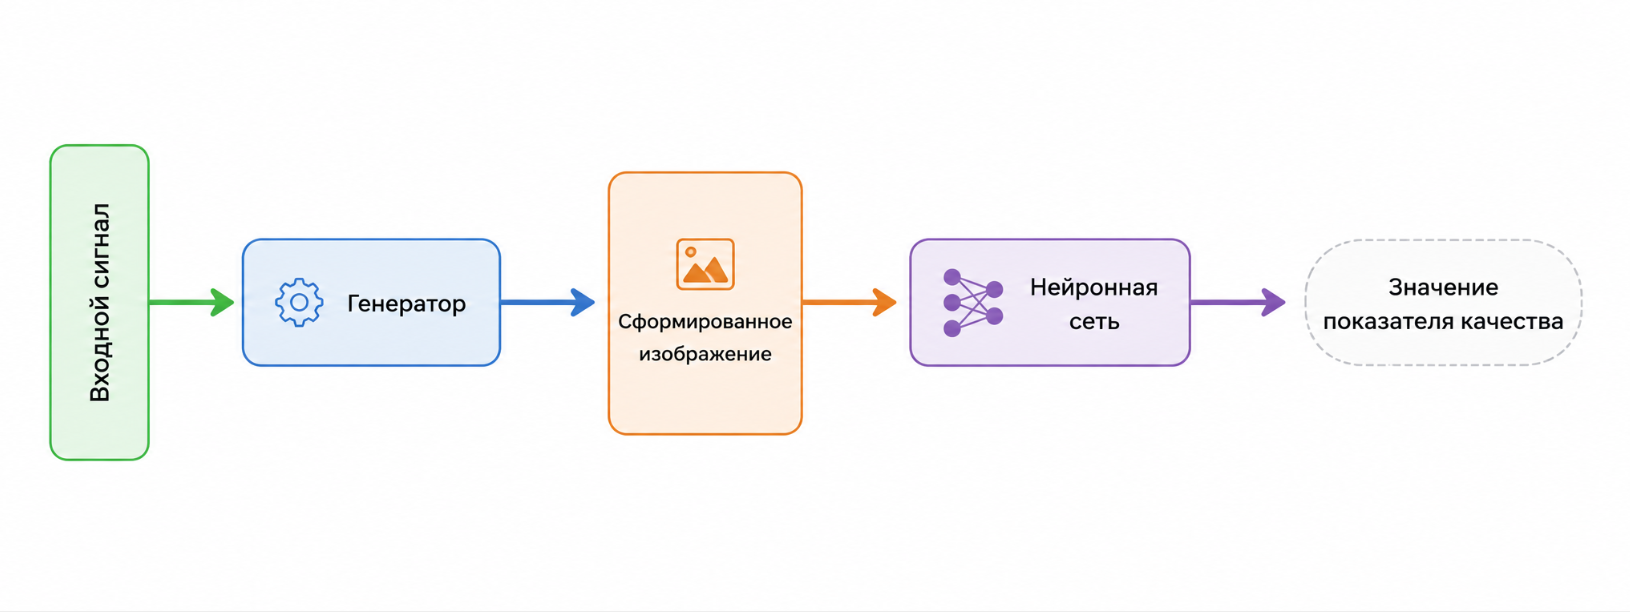 Входной сигнал
Генератор
Сформированное
изображение
Нейронная
сеть
Значение
показателя качества